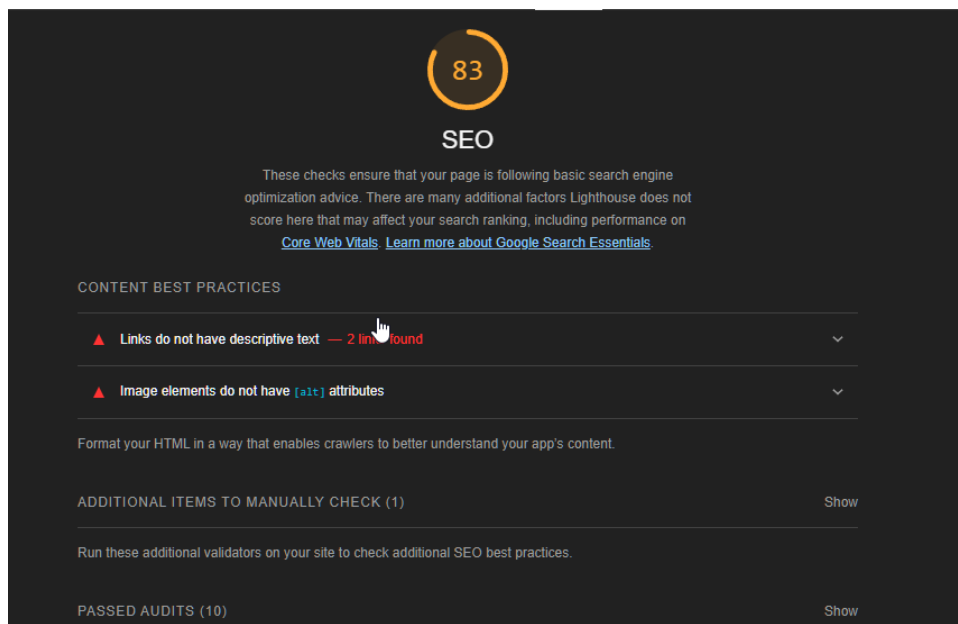 83
SEO
These checks ensure that your page is following basic search engine
optimization advice. There are many additional factors Lighthouse does not
score here that may affect your search ranking, including performance on
Core Web Vitals. Learn more about Google Search Essentials.
CONTENT BEST PRACTICES
Links do not have descriptive text — 2 links found
Image elements do not have [alt] attributes
Format your HTML in a way that enables crawlers to better understand your app's content.
ADDITIONAL ITEMS TO MANUALLY CHECK (1) Show
Run these additional validators on your site to check additional SEO best practices.
PASSED AUDITS (10) Show